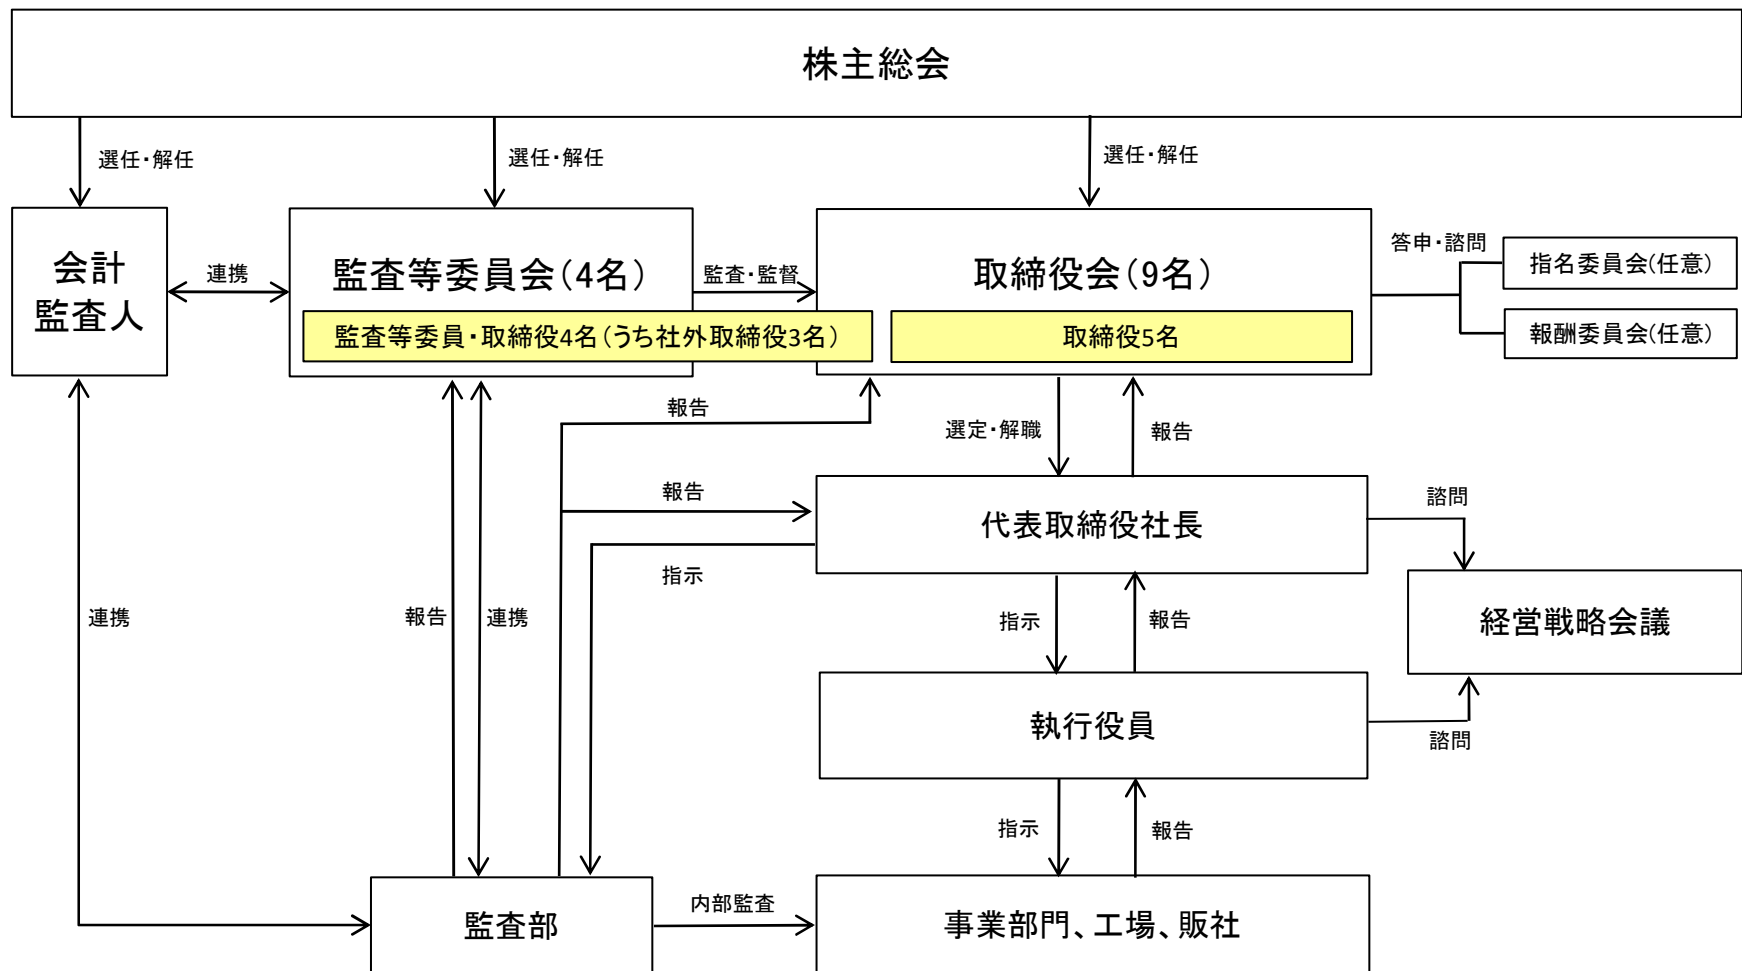 株主総会
選任・解任
選任・解任
選任・解任
会計
監査人
連携
監査等委員会(4名)
監査・監督
取締役会(9名)
答申・諮問
指名委員会(任意)
報酬委員会(任意)
監査等委員・取締役4名(うち社外取締役3名)
取締役5名
報告
選定・解職
報告
報告
代表取締役社長
諮問
指示
連携
報告
連携
指示
報告
経営戦略会議
執行役員
諮問
指示
報告
監査部
内部監査
事業部門、工場、販社